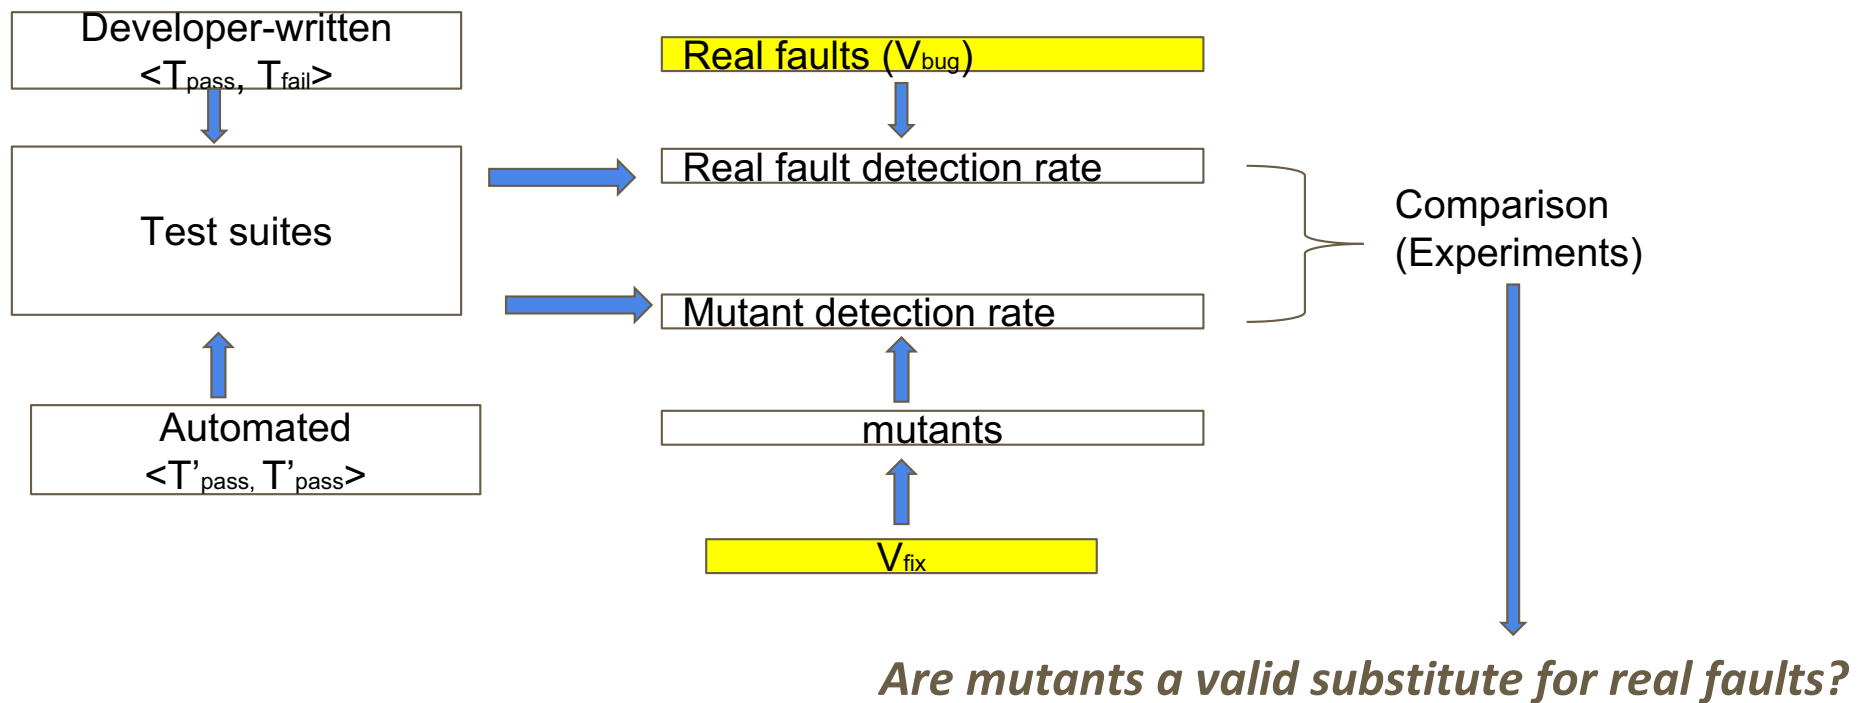 Developer-written
<Tpass, Tfail>
Test suites
Automated
<T’pass, T’pass>
Real faults (Vbug)
Real fault detection rate
Mutant detection rate
mutants
Vfix
Comparison
(Experiments)
Are mutants a valid substitute for real faults?